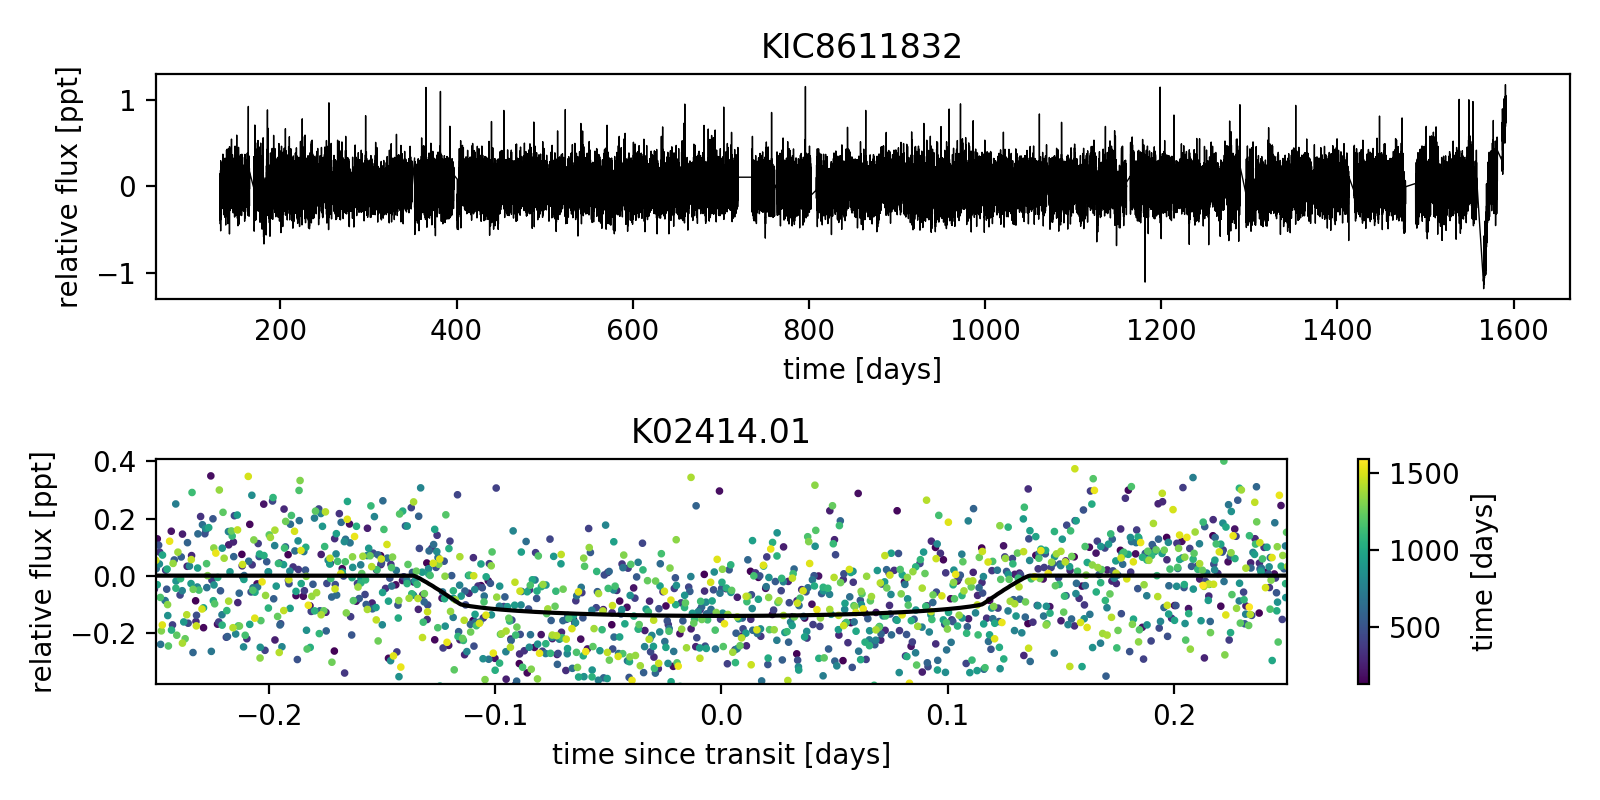 KIC8611832
relative flux [ppt]
1
0
−1
200 400 600 800 1000 1200 1400 1600
time [days]
K02414.01
relative flux [ppt]
0.4
0.2
0.0
−0.2
−0.2 −0.1 0.0 0.1 0.2
time since transit [days]
1500
1000
500
time [days]